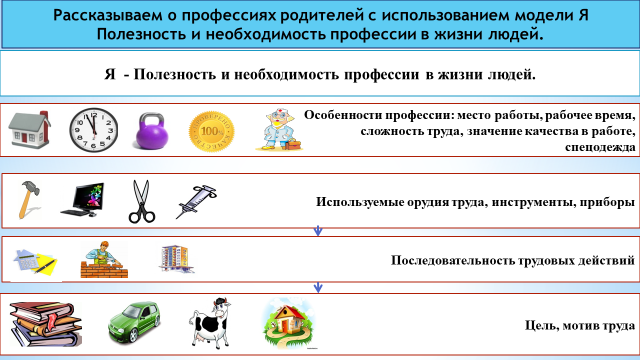 Рассказываем о профессиях родителей с использованием модели Я
Полезность и необходимость профессии в жизни людей.
Я - Полезность и необходимость профессии в жизни людей.
Особенности профессии: место работы, рабочее время,
сложность труда, значение качества в работе,
спецодежда
100%
Используемые орудия труда, инструменты, приборы
Последовательность трудовых действий
Цель, мотив труда